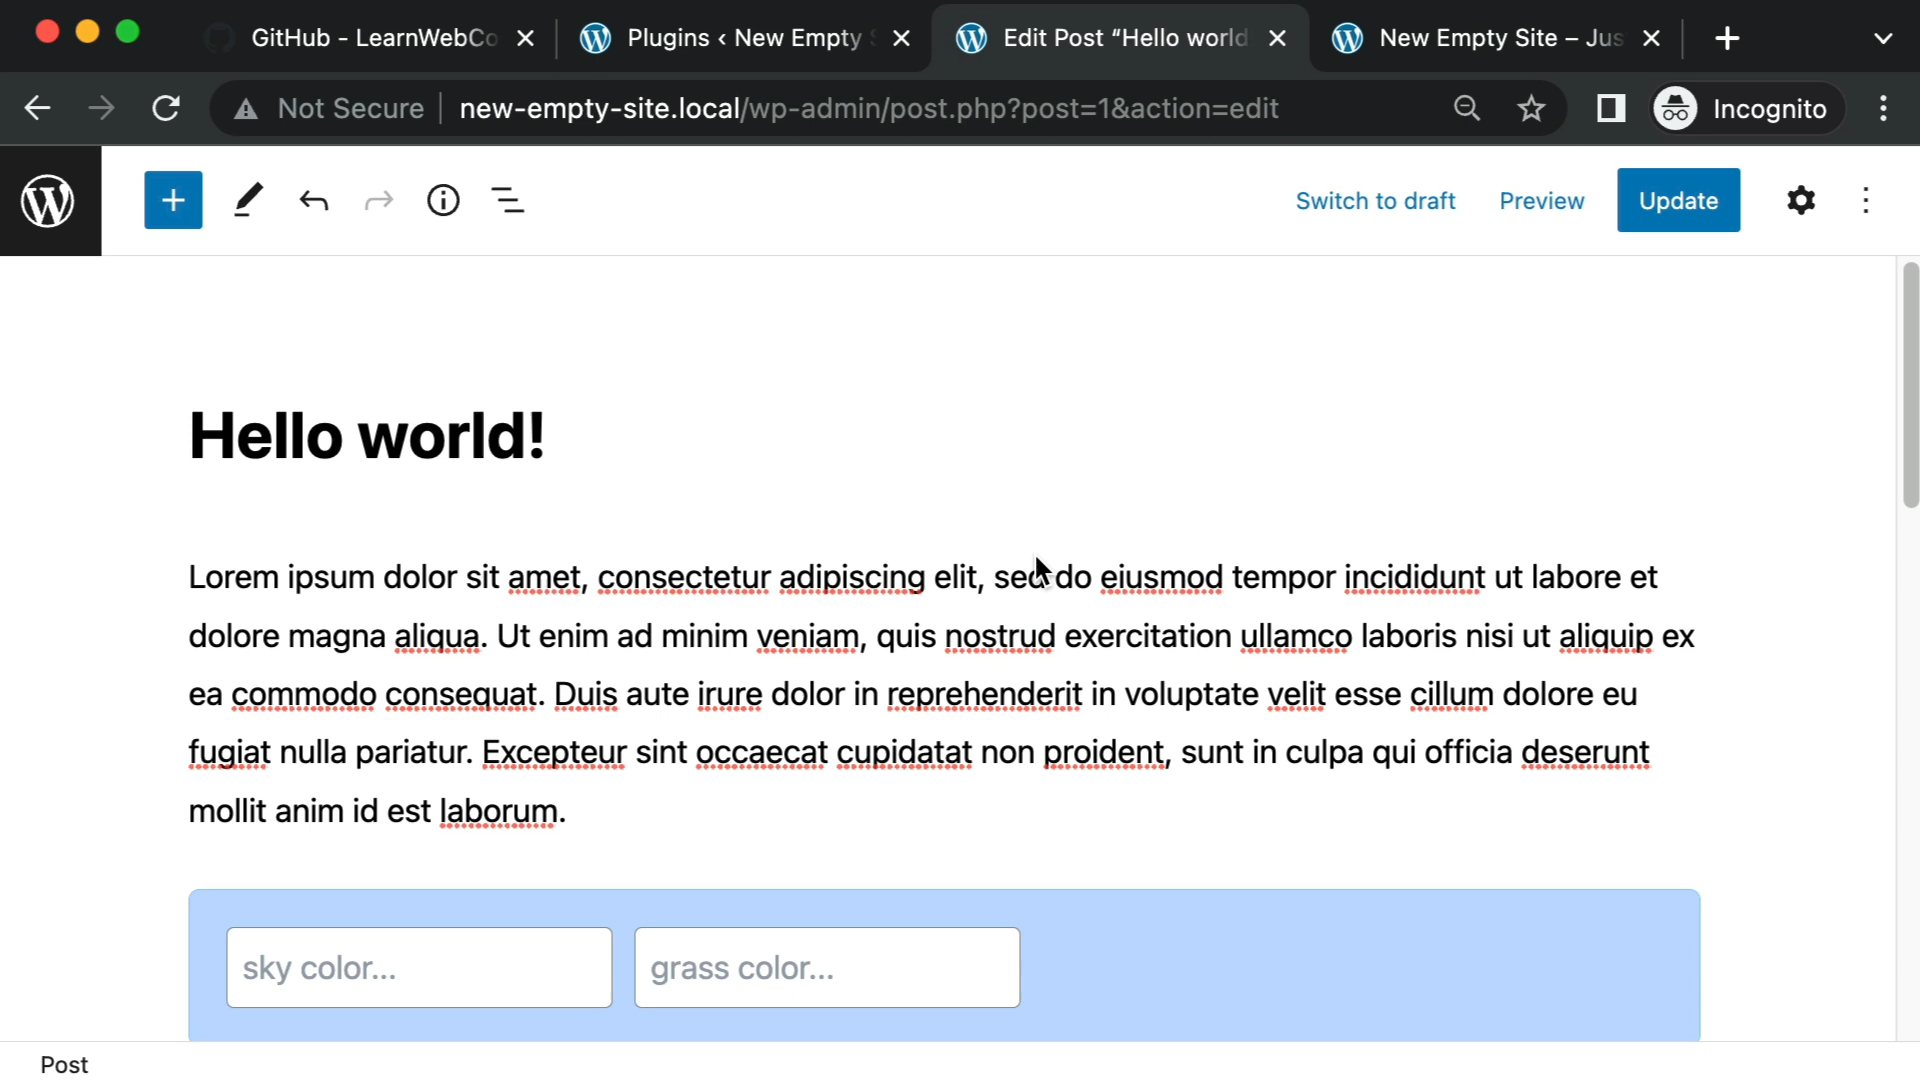 GitHub - LearnWebCo
Plugins ‹ New Empty S
Edit Post “Hello world
New Empty Site – Jus
Not Secure
new-empty-site.local/wp-admin/post.php?post=1&action=edit
Incognito
Switch to draft
Preview
Update
Hello world!
Lorem ipsum dolor sit amet, consectetur adipiscing elit, sed do eiusmod tempor incididunt ut labore et
dolore magna aliqua. Ut enim ad minim veniam, quis nostrud exercitation ullamco laboris nisi ut aliquip ex
ea commodo consequat. Duis aute irure dolor in reprehenderit in voluptate velit esse cillum dolore eu
fugiat nulla pariatur. Excepteur sint occaecat cupidatat non proident, sunt in culpa qui officia deserunt
mollit anim id est laborum.
sky color...
grass color...
Post